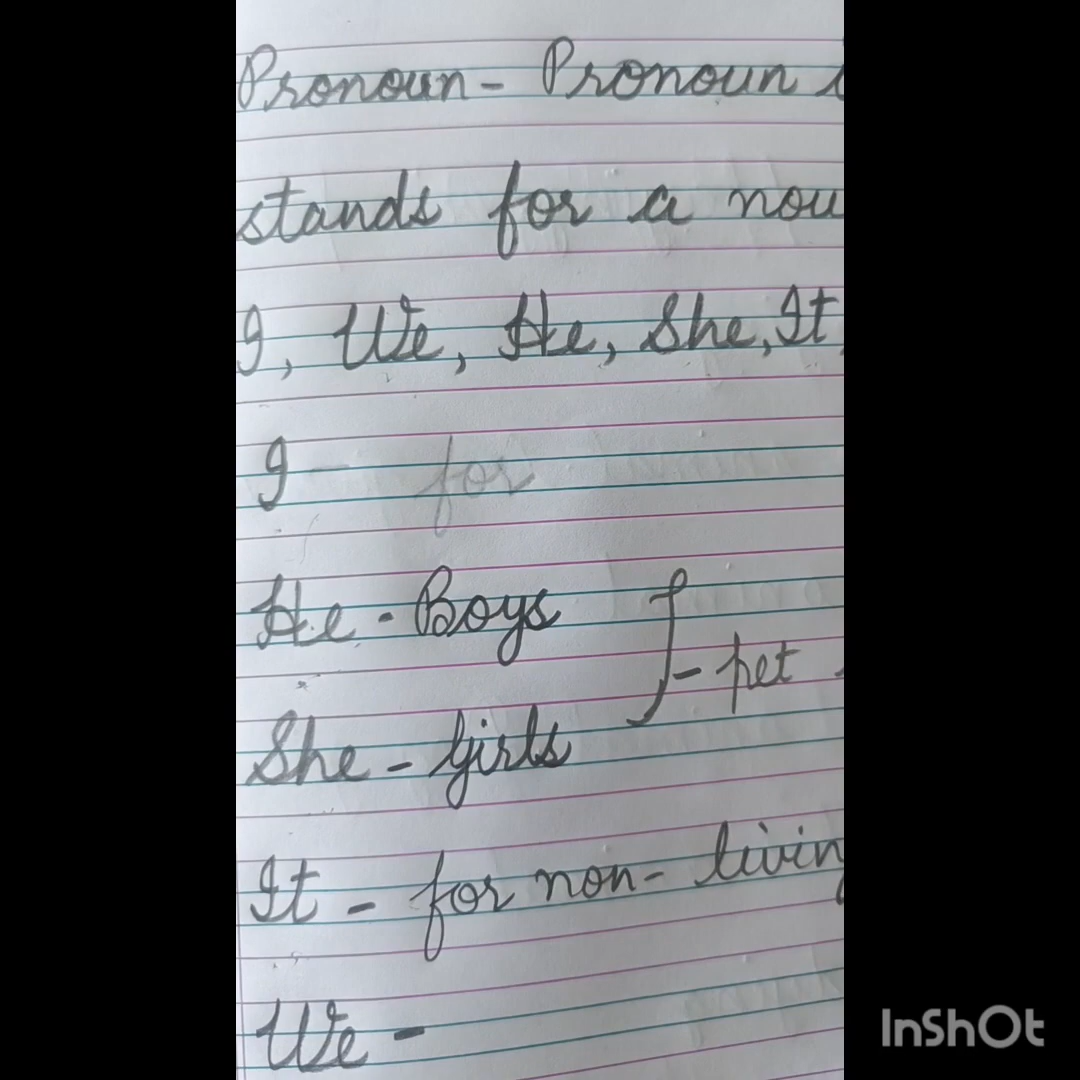 Pronoun - Pronoun i
stands for a nou
I, We, He, She, It
I - for
He - Boys
- pet -
She - Girls
It - for non-living
We -
InShOt